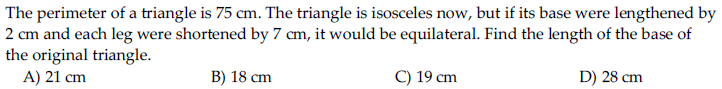 The perimeter of a triangle is 75 cm. The triangle is isosceles now, but if its base were lengthened by
2 cm and each leg were shortened by 7 cm, it would be equilateral. Find the length of the base of
the original triangle.
A) 21 cm B) 18 cm C) 19 cm D) 28 cm